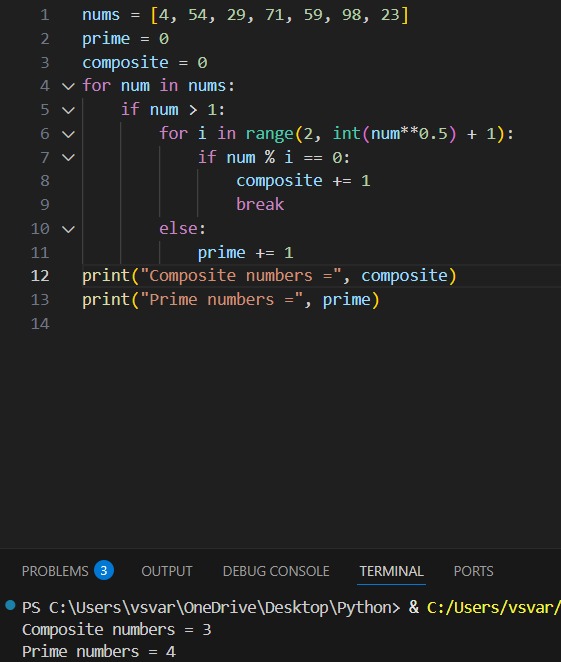 1 nums = [4, 54, 29, 71, 59, 98, 23]
2 prime = 0
3 composite = 0
4 for num in nums:
5     if num > 1:
6         for i in range(2, int(num**0.5) + 1):
7             if num % i == 0:
8                 composite += 1
9                 break
10         else:
11             prime += 1
12 print("Composite numbers =", composite)
13 print("Prime numbers =", prime)
14
PROBLEMS 3 OUTPUT DEBUG CONSOLE TERMINAL PORTS
PS C:\Users\vsvar\OneDrive\Desktop\Python> & C:/Users/vsvar/
Composite numbers = 3
Prime numbers = 4